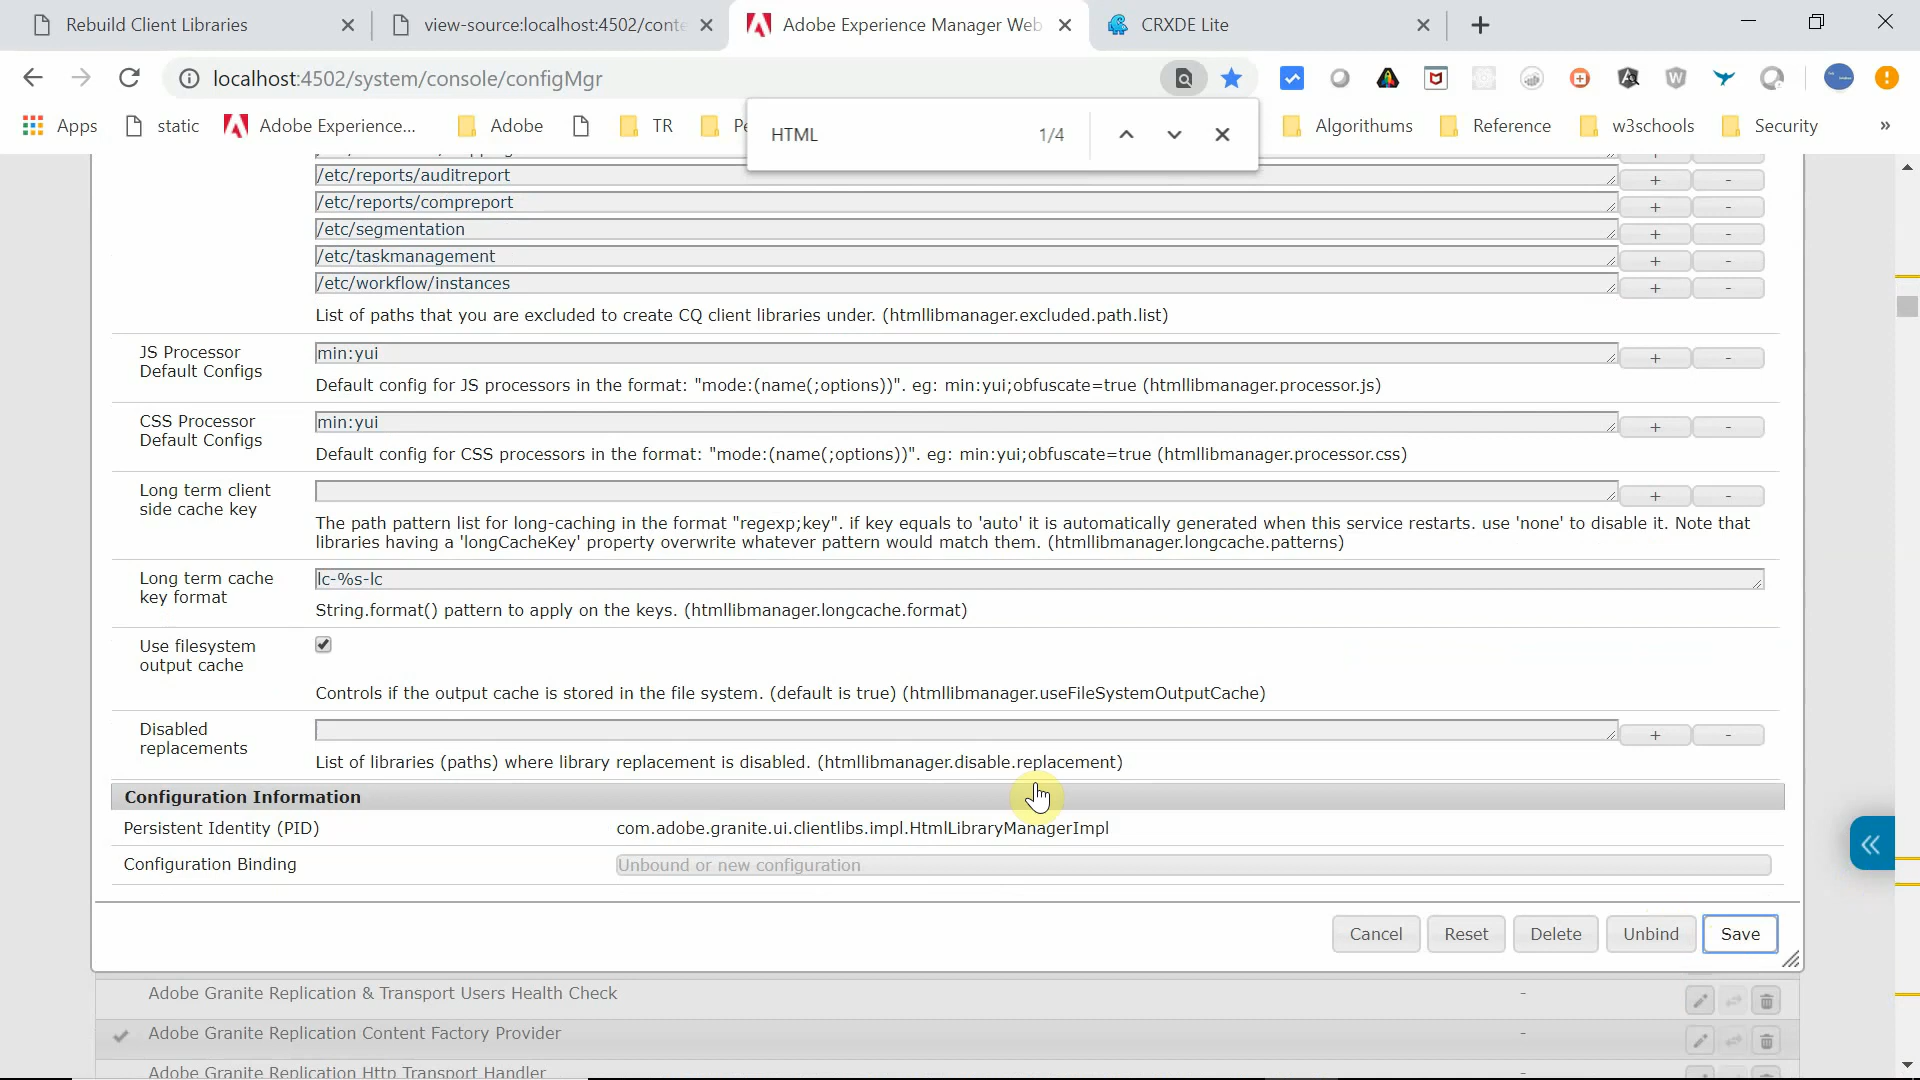 Rebuild Client Libraries
view-source:localhost:4502/conte
Adobe Experience Manager Web
CRXDE Lite
localhost:4502/system/console/configMgr
Apps
static
Adobe Experience...
Adobe
TR
HTML
1/4
Algorithums
Reference
w3schools
Security
»
/etc/reports/auditreport
+ -
/etc/reports/compreport
+ -
/etc/segmentation
+ -
/etc/taskmanagement
+ -
/etc/workflow/instances
+ -
List of paths that you are excluded to create CQ client libraries under. (htmllibmanager.excluded.path.list)
JS Processor
Default Configs
min:yui
+ -
Default config for JS processors in the format: "mode:(name(;options))". eg: min:yui;obfuscate=true (htmllibmanager.processor.js)
CSS Processor
Default Configs
min:yui
+ -
Default config for CSS processors in the format: "mode:(name(;options))". eg: min:yui;obfuscate=true (htmllibmanager.processor.css)
Long term client
side cache key
+ -
The path pattern list for long-caching in the format "regexp;key". if key equals to 'auto' it is automatically generated when this service restarts. use 'none' to disable it. Note that
libraries having a 'longCacheKey' property overwrite whatever pattern would match them. (htmllibmanager.longcache.patterns)
Long term cache
key format
lc-%s-lc
String.format() pattern to apply on the keys. (htmllibmanager.longcache.format)
Use filesystem
output cache
Controls if the output cache is stored in the file system. (default is true) (htmllibmanager.useFileSystemOutputCache)
Disabled
replacements
+ -
List of libraries (paths) where library replacement is disabled. (htmllibmanager.disable.replacement)
Configuration Information
Persistent Identity (PID)
com.adobe.granite.ui.clientlibs.impl.HtmlLibraryManagerImpl
Configuration Binding
Unbound or new configuration
Cancel
Reset
Delete
Unbind
Save
Adobe Granite Replication & Transport Users Health Check
-
Adobe Granite Replication Content Factory Provider
-
Adobe Granite Replication Http Transport Handler
-